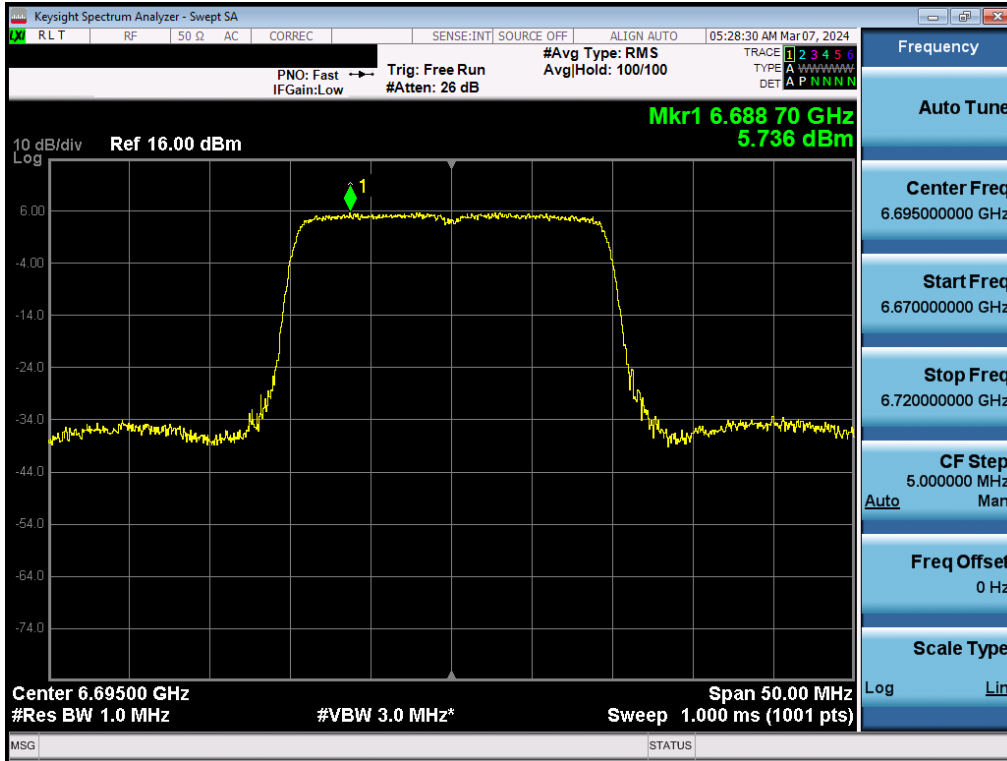 Keysight Spectrum Analyzer - Swept SA
LXI RLT RF 50 Ω AC CORREC SENSE:INT SOURCE OFF ALIGN AUTO 05:28:30 AM Mar 07, 2024
PNO: Fast
IFGain:Low
Trig: Free Run
#Atten: 26 dB
#Avg Type: RMS
Avg|Hold: 100/100
TRACE 1 2 3 4 5 6
TYPE A WWWWW
DET A P N N N N
Mkr1 6.688 70 GHz
5.736 dBm
10 dB/div Ref 16.00 dBm
Log
1
6.00
-4.00
-14.0
-24.0
-34.0
-44.0
-54.0
-64.0
-74.0
Center 6.69500 GHz Span 50.00 MHz
#Res BW 1.0 MHz #VBW 3.0 MHz* Sweep 1.000 ms (1001 pts)
MSG STATUS
Frequency
Auto Tune
Center Freq
6.695000000 GHz
Start Freq
6.670000000 GHz
Stop Freq
6.720000000 GHz
CF Step
5.000000 MHz
Auto Man
Freq Offset
0 Hz
Scale Type
Log Lin